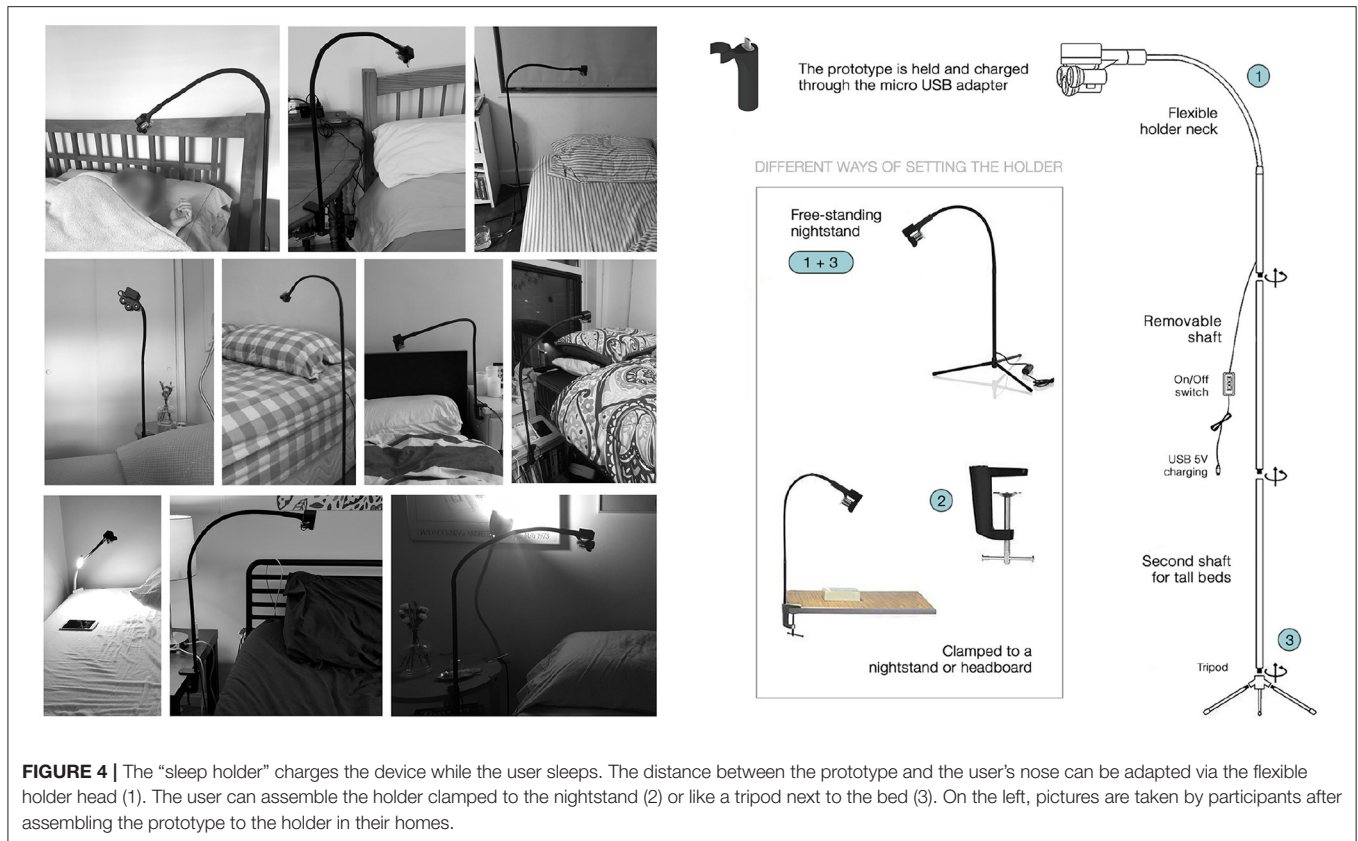 The prototype is held and charged
through the micro USB adapter
1
Flexible
holder neck
DIFFERENT WAYS OF SETTING THE HOLDER
Free-standing
nightstand
1 + 3
Removable
shaft
On/Off
switch
USB 5V
charging
2
Second shaft
for tall beds
Clamped to a
nightstand or headboard
3
Tripod
FIGURE 4 | The “sleep holder” charges the device while the user sleeps. The distance between the prototype and the user’s nose can be adapted via the flexible
holder head (1). The user can assemble the holder clamped to the nightstand (2) or like a tripod next to the bed (3). On the left, pictures are taken by participants after
assembling the prototype to the holder in their homes.